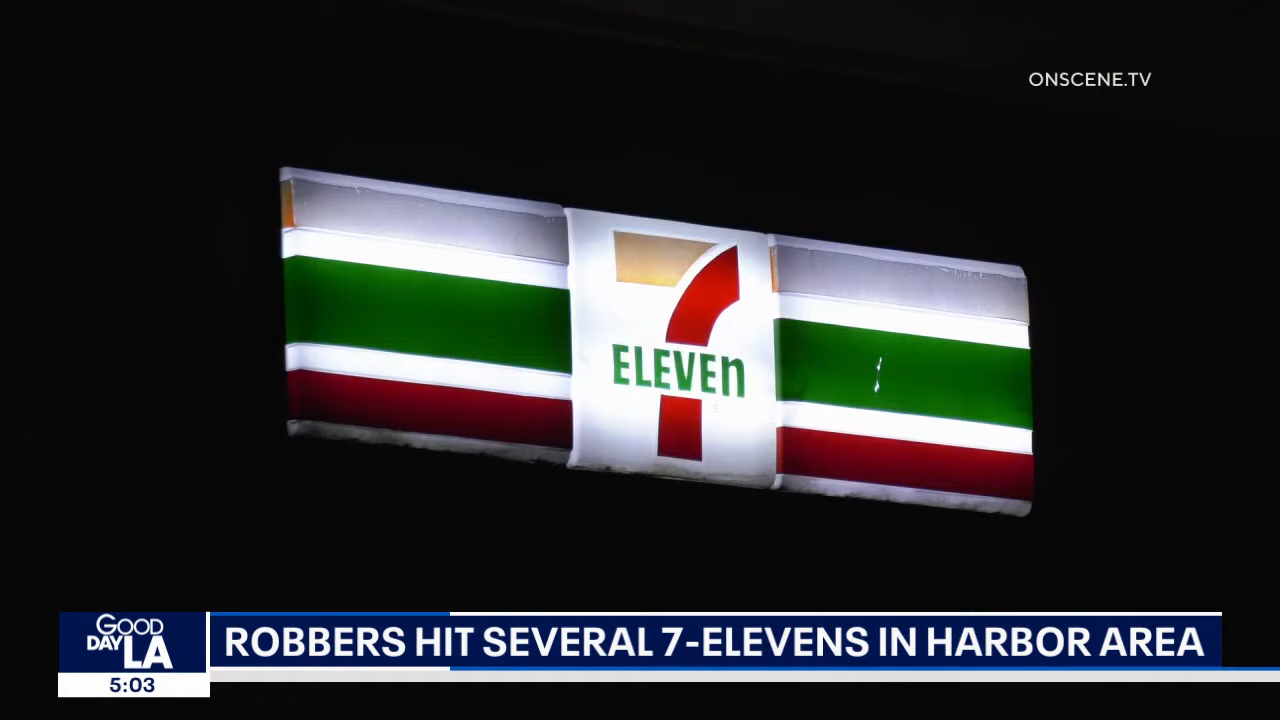 ONSCENE.TV
7
ELEVEn
GOOD
DAY LA
ROBBERS HIT SEVERAL 7-ELEVENS IN HARBOR AREA
5:03